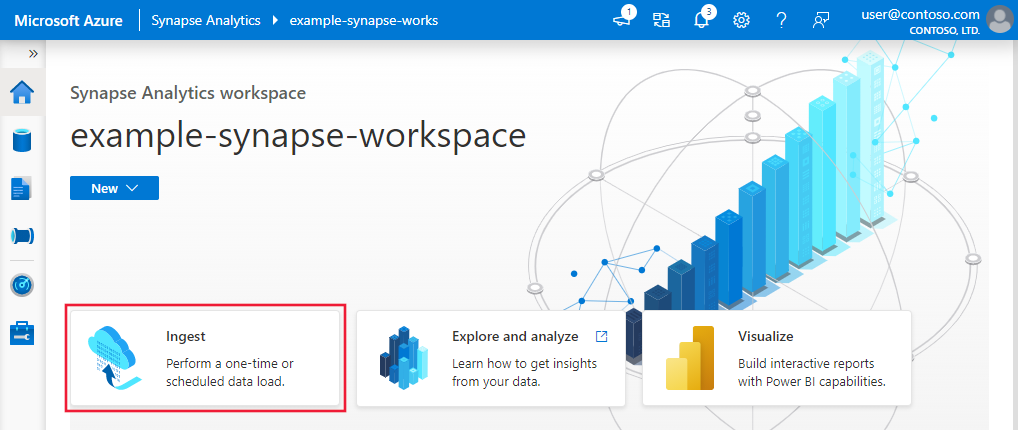 Microsoft Azure Synapse Analytics example-synapse-works 1 3 ? user@contoso.com
CONTOSO, LTD.
»
Synapse Analytics workspace
example-synapse-workspace
New
Ingest
Perform a one-time or
scheduled data load.
Explore and analyze
Learn how to get insights
from your data.
Visualize
Build interactive reports
with Power BI capabilities.